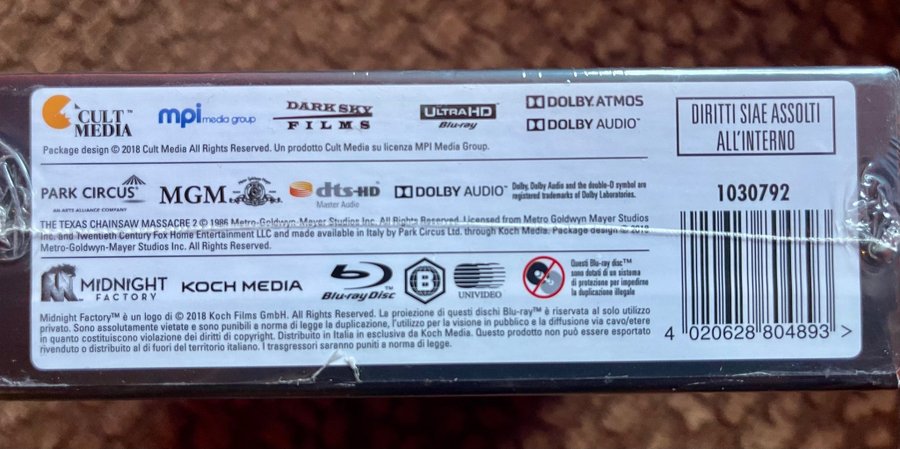 CULT MEDIA™
mpi media group™
DARK SKY FILMS
ULTRA HD Blu-ray™
DOLBY ATMOS
DOLBY AUDIO™
DIRITTI SIAE ASSOLTI
ALL'INTERNO
Package design © 2018 Cult Media All Rights Reserved. Un prodotto Cult Media su licenza MPI Media Group.
PARK CIRCUS
AN ARTS ALLIANCE COMPANY
MGM
dts-HD
Master Audio
DOLBY AUDIO™
Dolby, Dolby Audio and the double-D symbol are
registered trademarks of Dolby Laboratories.
1030792
THE TEXAS CHAINSAW MASSACRE 2 © 1986 Metro-Goldwyn-Mayer Studios Inc. All Rights Reserved. Licensed from Metro Goldwyn Mayer Studios
Inc. and Twentieth Century Fox Home Entertainment LLC and made available in Italy by Park Circus Ltd. through Koch Media. Package design © 2018
Metro-Goldwyn-Mayer Studios Inc. All Rights Reserved.
MIDNIGHT
FACTORY
KOCH MEDIA
Blu-ray Disc™
B
UNIVIDEO
Questi Blu-ray disc™
sono dotati di un sistema
di protezione per impedirne
la duplicazione illegale
Midnight Factory™ è un logo di © 2018 Koch Films GmbH. All Rights Reserved. La proiezione di questi dischi Blu-ray™ è riservata al solo utilizzo
privato. Sono assolutamente vietate e sono punibili a norma di legge la duplicazione, l'utilizzo per la visione in pubblico e la diffusione via cavo/etere
in quanto costituiscono violazione dei diritti di copyright. Distribuito in Italia in esclusiva da Koch Media. Questo prodotto non può essere esportato
rivenduto o distribuito al di fuori del territorio italiano. I trasgressori saranno puniti a norma di legge.
4 020628 804893 >